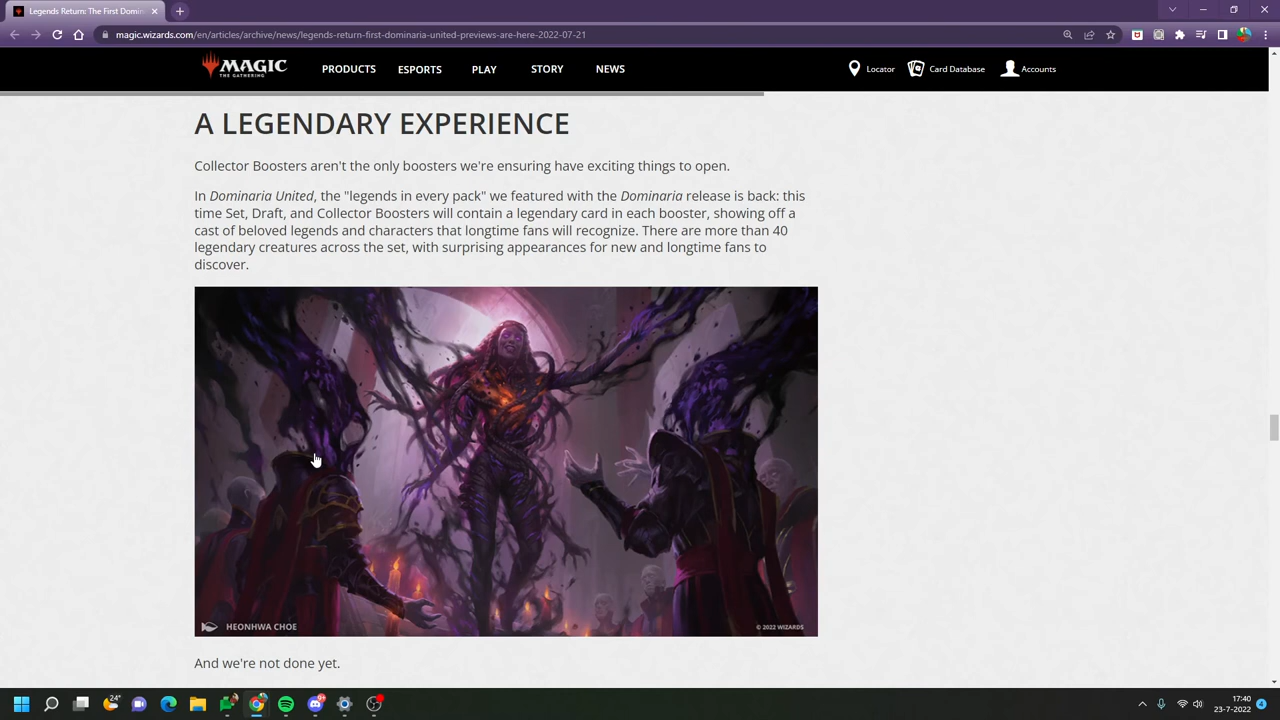 Legends Return: The First Domin
magic.wizards.com/en/articles/archive/news/legends-return-first-dominaria-united-previews-are-here-2022-07-21
MAGIC
THE GATHERING
PRODUCTS
ESPORTS
PLAY
STORY
NEWS
Locator
Card Database
Accounts
A LEGENDARY EXPERIENCE
Collector Boosters aren't the only boosters we're ensuring have exciting things to open.
In Dominaria United, the "legends in every pack" we featured with the Dominaria release is back: this
time Set, Draft, and Collector Boosters will contain a legendary card in each booster, showing off a
cast of beloved legends and characters that longtime fans will recognize. There are more than 40
legendary creatures across the set, with surprising appearances for new and longtime fans to
discover.
HEONHWA CHOE
© 2022 WIZARDS
And we're not done yet.
24°
9+
17:40
23-7-2022
4